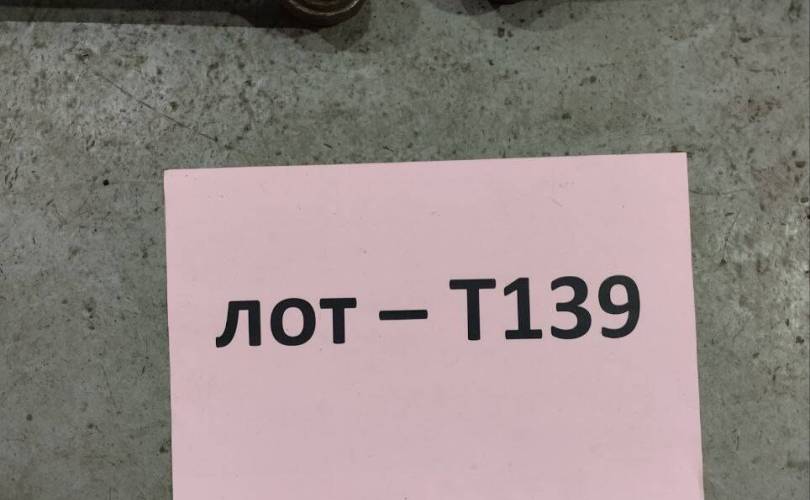 лот – Т139